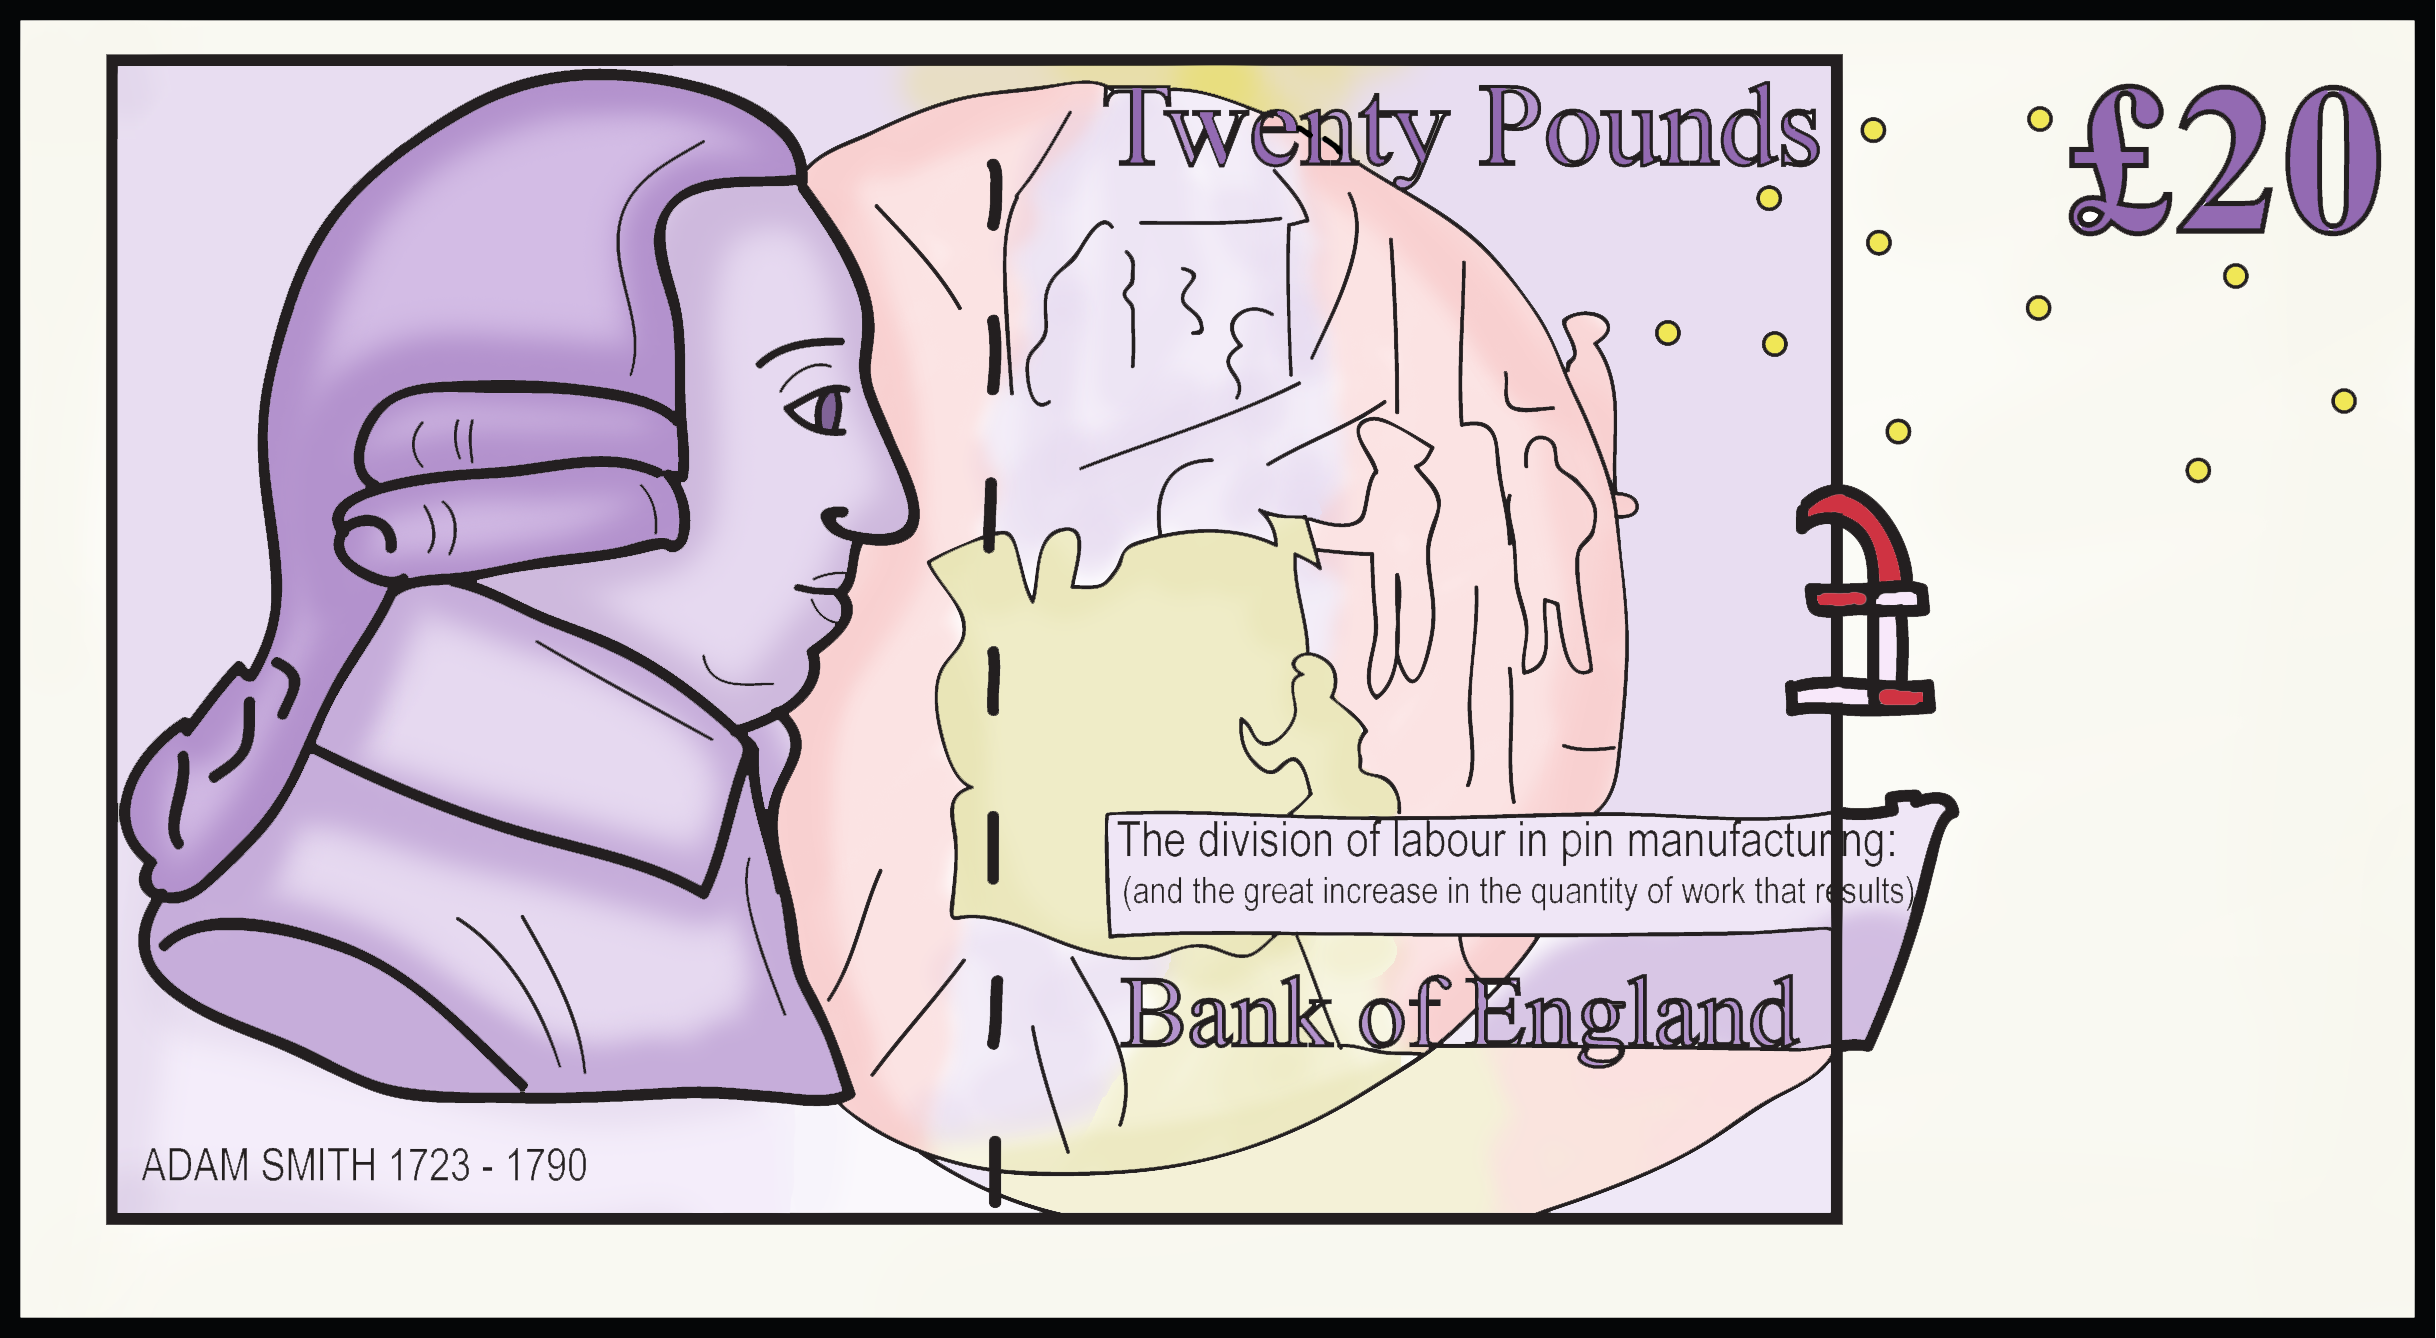 Twenty Pounds
£20
£
The division of labour in pin manufacturing:
(and the great increase in the quantity of work that results)
Bank of England
ADAM SMITH 1723 - 1790